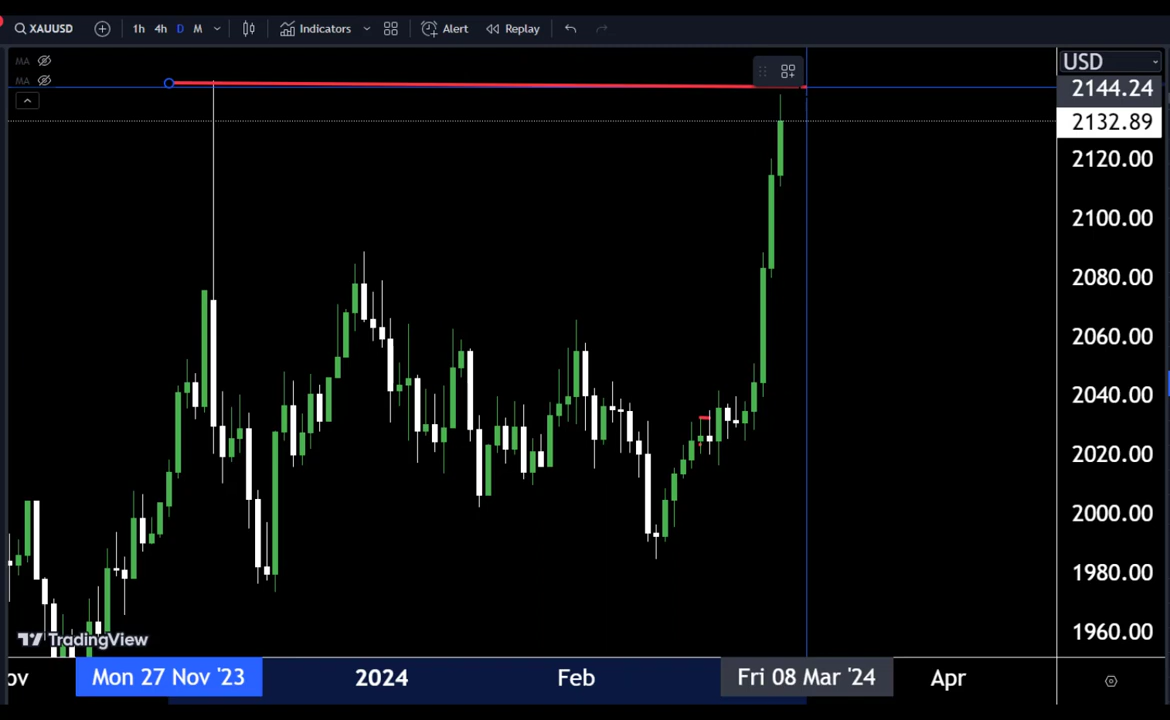 XAUUSD 1h 4h D M Indicators Alert Replay
MA
MA
USD
2144.24
2132.89
2120.00
2100.00
2080.00
2060.00
2040.00
2020.00
2000.00
1980.00
1960.00
TradingView
ov Mon 27 Nov '23 2024 Feb Fri 08 Mar '24 Apr